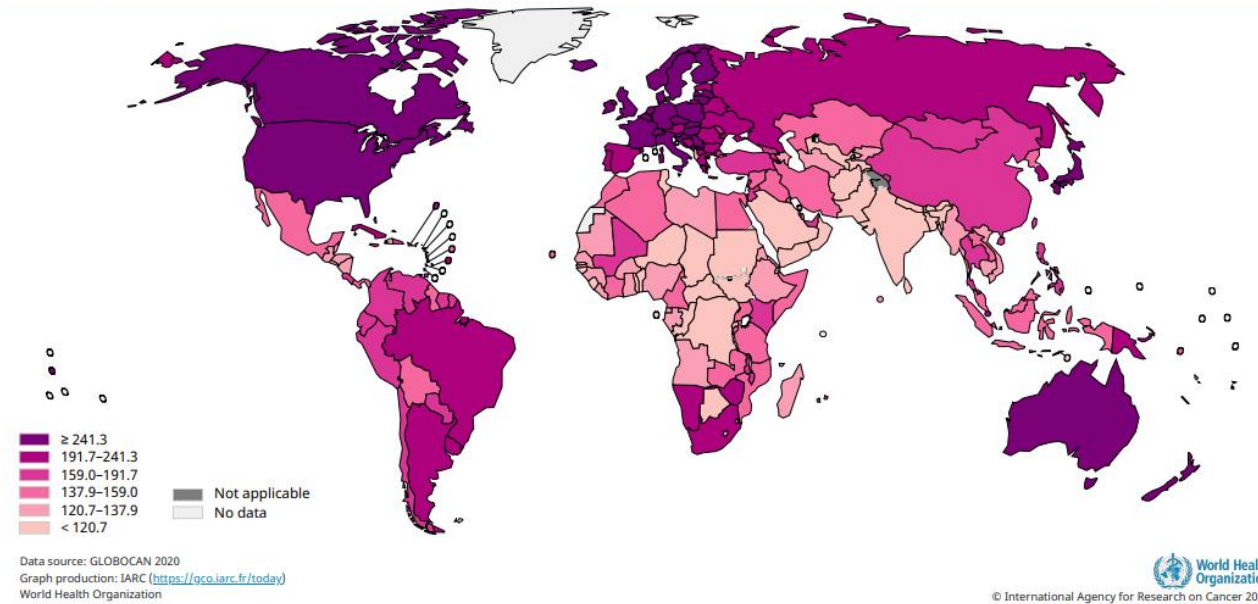 ≥ 241.3
191.7–241.3
159.0–191.7
137.9–159.0
120.7–137.9
< 120.7
Not applicable
No data
Data source: GLOBOCAN 2020
Graph production: IARC (https://gco.iarc.fr/today)
World Health Organization
World Heal
Organizatio
© International Agency for Research on Cancer 20